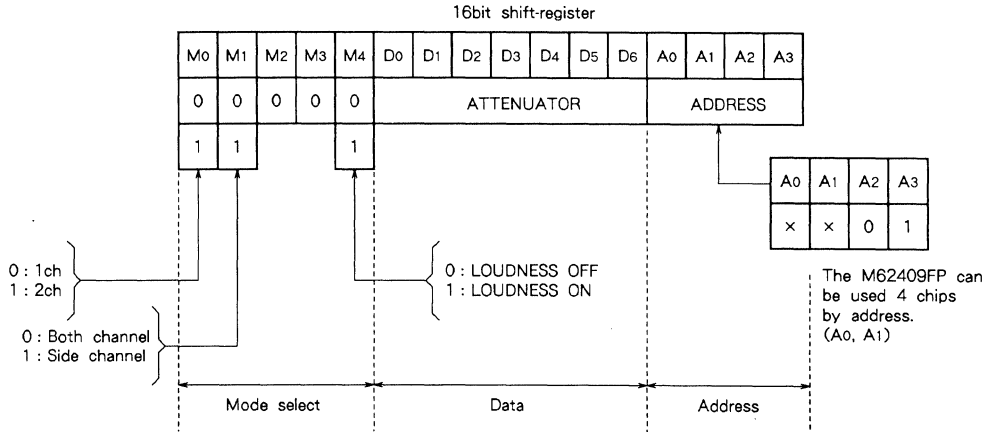 16bit shift-register
M0 M1 M2 M3 M4 D0 D1 D2 D3 D4 D5 D6 A0 A1 A2 A3
0 0 0 0 0 ATTENUATOR ADDRESS
1 1 1
A0 A1 A2 A3
× × 0 1
0 : 1ch
1 : 2ch
0 : LOUDNESS OFF
1 : LOUDNESS ON
The M62409FP can
be used 4 chips
by address.
(A0, A1)
0 : Both channel
1 : Side channel
Mode select Data Address